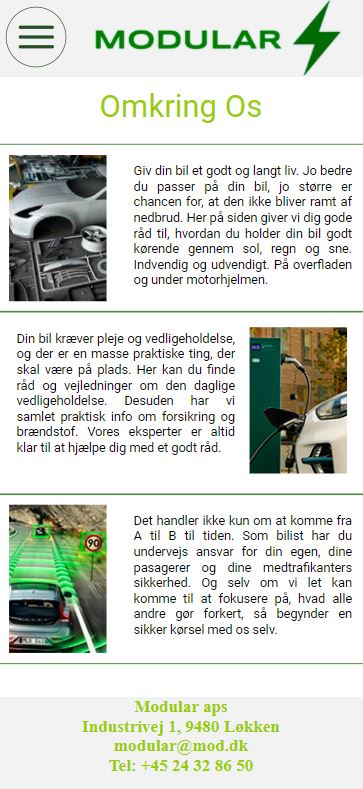 MODULAR
Omkring Os
Giv din bil et godt og langt liv. Jo bedre
du passer på din bil, jo større er
chancen for, at den ikke bliver ramt af
nedbrud. Her på siden giver vi dig gode
råd til, hvordan du holder din bil godt
kørende gennem sol, regn og sne.
Indvendig og udvendigt. På overfladen
og under motorhjelmen.
Din bil kræver pleje og vedligeholdelse,
og der er en masse praktiske ting, der
skal være på plads. Her kan du finde
råd og vejledninger om den daglige
vedligeholdelse. Desuden har vi
samlet praktisk info om forsikring og
brændstof. Vores eksperter er altid
klar til at hjælpe dig med et godt råd.
90
Det handler ikke kun om at komme fra
A til B til tiden. Som bilist har du
undervejs ansvar for din egen, dine
pasagerer og dine medtrafikanters
sikkerhed. Og selv om vi let kan
komme til at fokusere på, hvad alle
andre gør forkert, så begynder en
sikker kørsel med os selv.
Modular aps
Industrivej 1, 9480 Løkken
modular@mod.dk
Tel: +45 24 32 86 50